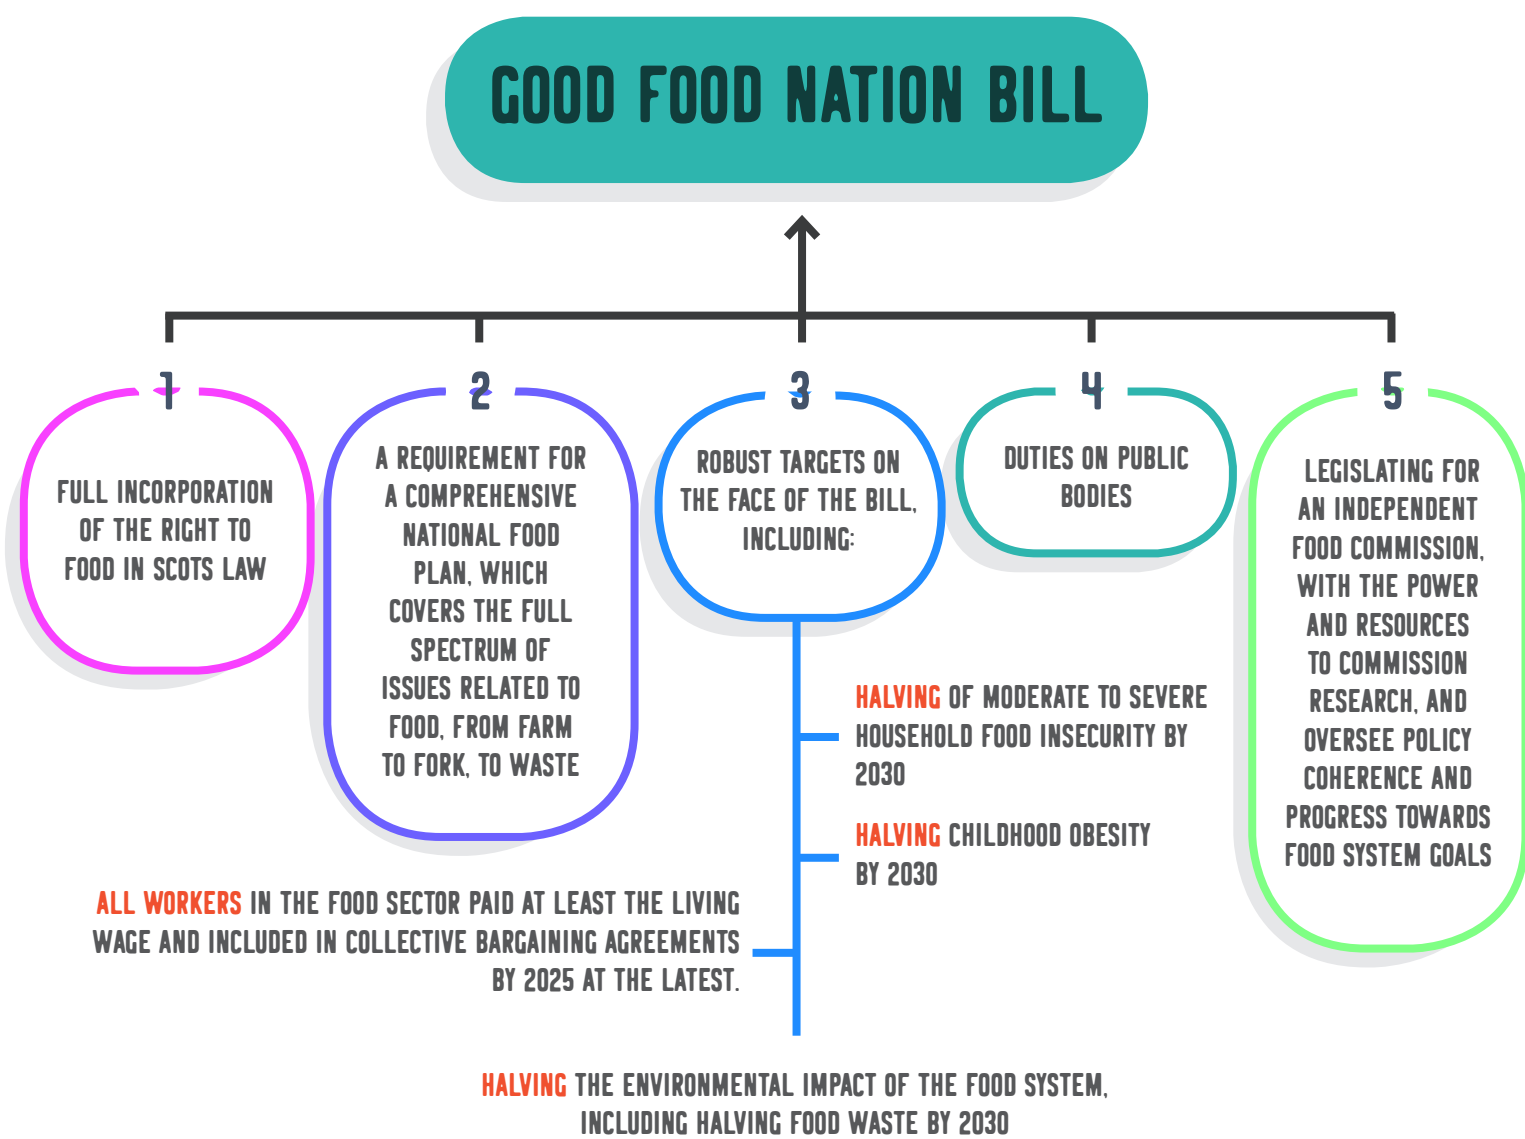 GOOD FOOD NATION BILL
1
FULL INCORPORATION
OF THE RIGHT TO
FOOD IN SCOTS LAW
2
A REQUIREMENT FOR
A COMPREHENSIVE
NATIONAL FOOD
PLAN, WHICH
COVERS THE FULL
SPECTRUM OF
ISSUES RELATED TO
FOOD, FROM FARM
TO FORK, TO WASTE
3
ROBUST TARGETS ON
THE FACE OF THE BILL,
INCLUDING:
HALVING OF MODERATE TO SEVERE
HOUSEHOLD FOOD INSECURITY BY
2030
HALVING CHILDHOOD OBESITY
BY 2030
ALL WORKERS IN THE FOOD SECTOR PAID AT LEAST THE LIVING
WAGE AND INCLUDED IN COLLECTIVE BARGAINING AGREEMENTS
BY 2025 AT THE LATEST.
HALVING THE ENVIRONMENTAL IMPACT OF THE FOOD SYSTEM,
INCLUDING HALVING FOOD WASTE BY 2030
4
DUTIES ON PUBLIC
BODIES
5
LEGISLATING FOR
AN INDEPENDENT
FOOD COMMISSION,
WITH THE POWER
AND RESOURCES
TO COMMISSION
RESEARCH, AND
OVERSEE POLICY
COHERENCE AND
PROGRESS TOWARDS
FOOD SYSTEM GOALS